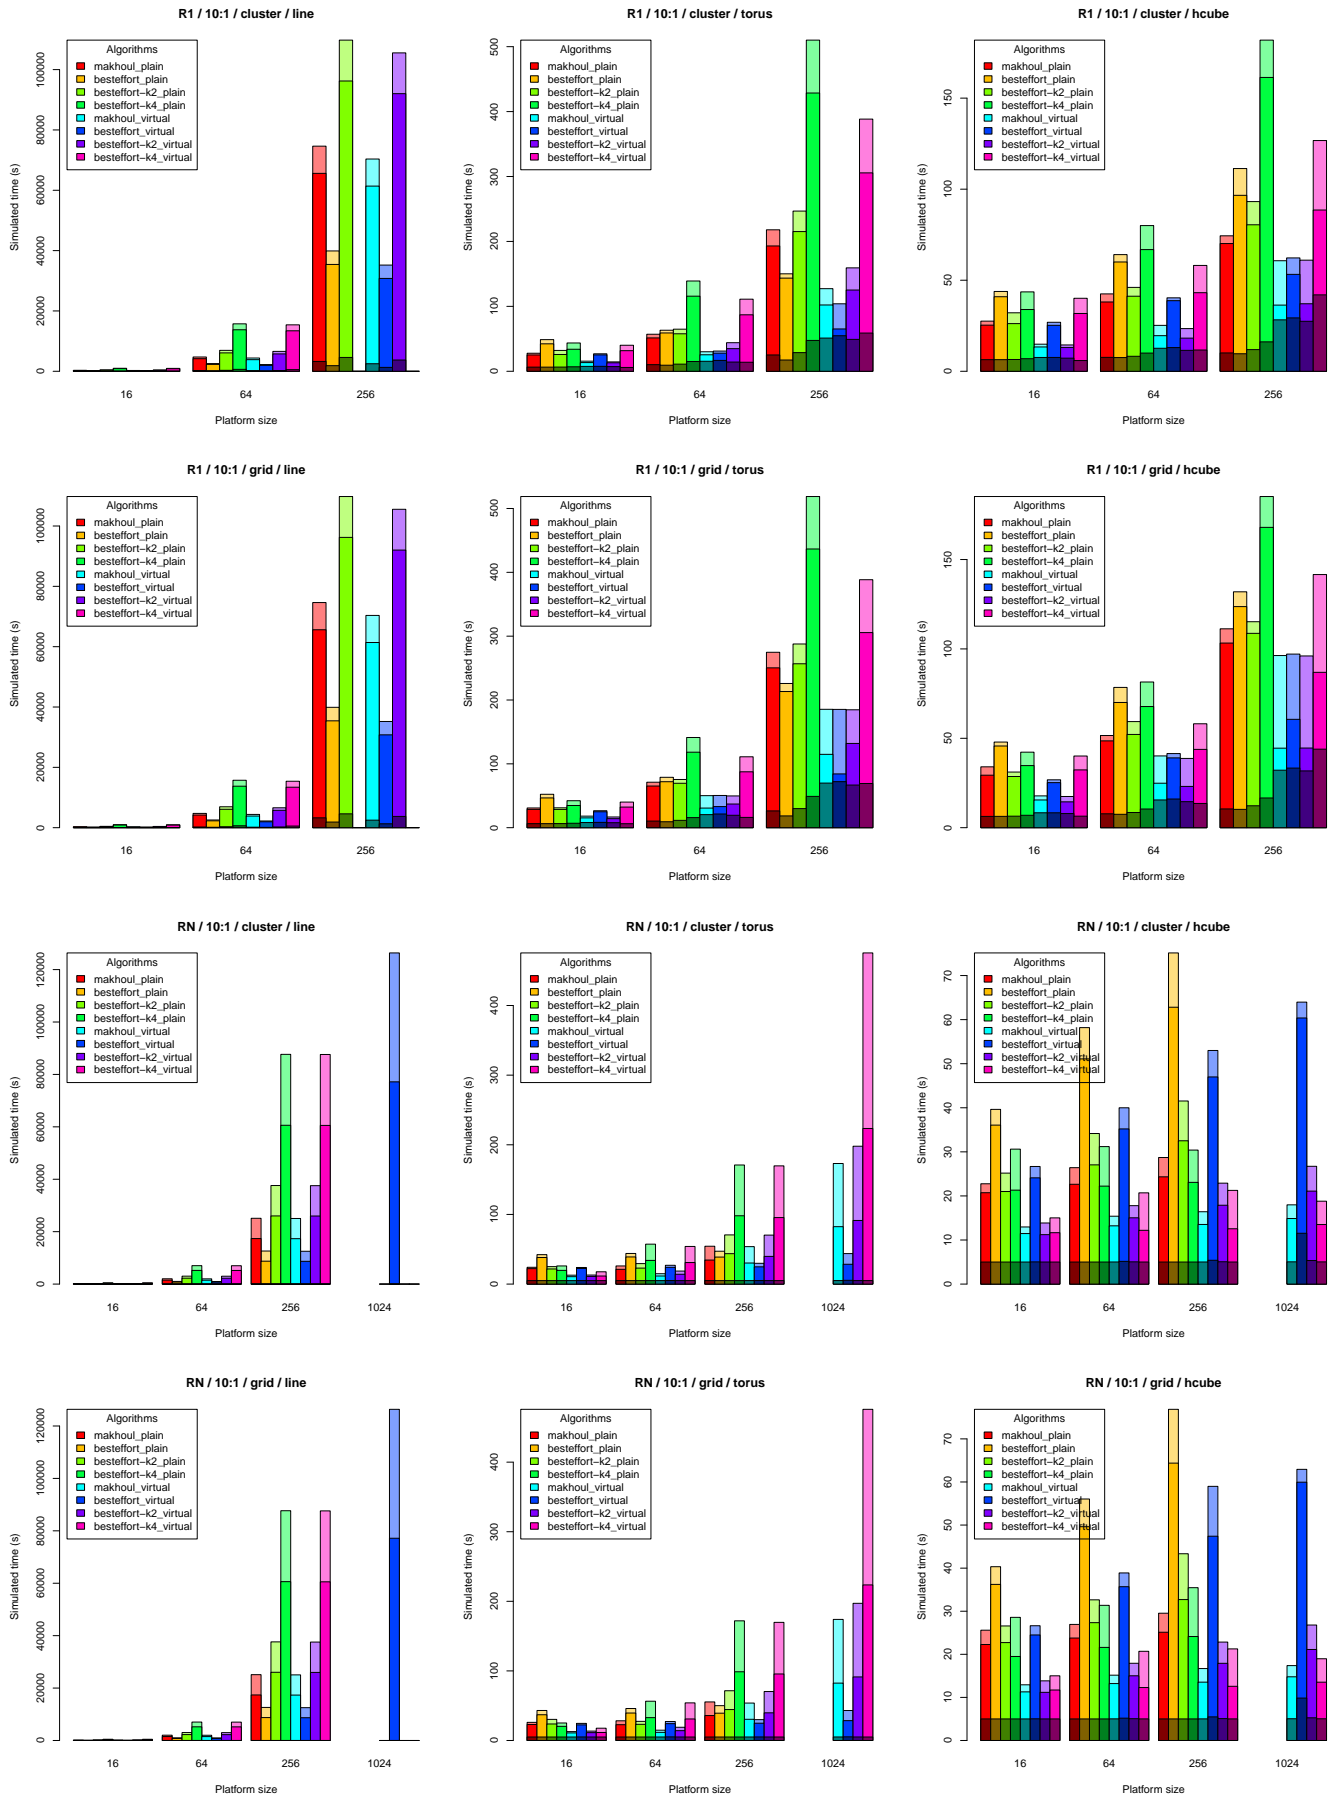 R1 / 10:1 / cluster / line
Simulated time (s)
0
20000
40000
60000
80000
100000
Algorithms
makhoul_plain
besteffort_plain
besteffort−k2_plain
besteffort−k4_plain
makhoul_virtual
besteffort_virtual
besteffort−k2_virtual
besteffort−k4_virtual
16 64 256
Platform size
R1 / 10:1 / cluster / torus
Simulated time (s)
0
100
200
300
400
500
Algorithms
makhoul_plain
besteffort_plain
besteffort−k2_plain
besteffort−k4_plain
makhoul_virtual
besteffort_virtual
besteffort−k2_virtual
besteffort−k4_virtual
16 64 256
Platform size
R1 / 10:1 / cluster / hcube
Simulated time (s)
0
50
100
150
Algorithms
makhoul_plain
besteffort_plain
besteffort−k2_plain
besteffort−k4_plain
makhoul_virtual
besteffort_virtual
besteffort−k2_virtual
besteffort−k4_virtual
16 64 256
Platform size
R1 / 10:1 / grid / line
Simulated time (s)
0
20000
40000
60000
80000
100000
Algorithms
makhoul_plain
besteffort_plain
besteffort−k2_plain
besteffort−k4_plain
makhoul_virtual
besteffort_virtual
besteffort−k2_virtual
besteffort−k4_virtual
16 64 256
Platform size
R1 / 10:1 / grid / torus
Simulated time (s)
0
100
200
300
400
500
Algorithms
makhoul_plain
besteffort_plain
besteffort−k2_plain
besteffort−k4_plain
makhoul_virtual
besteffort_virtual
besteffort−k2_virtual
besteffort−k4_virtual
16 64 256
Platform size
R1 / 10:1 / grid / hcube
Simulated time (s)
0
50
100
150
Algorithms
makhoul_plain
besteffort_plain
besteffort−k2_plain
besteffort−k4_plain
makhoul_virtual
besteffort_virtual
besteffort−k2_virtual
besteffort−k4_virtual
16 64 256
Platform size
RN / 10:1 / cluster / line
Simulated time (s)
0
20000
40000
60000
80000
100000
120000
Algorithms
makhoul_plain
besteffort_plain
besteffort−k2_plain
besteffort−k4_plain
makhoul_virtual
besteffort_virtual
besteffort−k2_virtual
besteffort−k4_virtual
16 64 256 1024
Platform size
RN / 10:1 / cluster / torus
Simulated time (s)
0
100
200
300
400
Algorithms
makhoul_plain
besteffort_plain
besteffort−k2_plain
besteffort−k4_plain
makhoul_virtual
besteffort_virtual
besteffort−k2_virtual
besteffort−k4_virtual
16 64 256 1024
Platform size
RN / 10:1 / cluster / hcube
Simulated time (s)
0
10
20
30
40
50
60
70
Algorithms
makhoul_plain
besteffort_plain
besteffort−k2_plain
besteffort−k4_plain
makhoul_virtual
besteffort_virtual
besteffort−k2_virtual
besteffort−k4_virtual
16 64 256 1024
Platform size
RN / 10:1 / grid / line
Simulated time (s)
0
20000
40000
60000
80000
100000
120000
Algorithms
makhoul_plain
besteffort_plain
besteffort−k2_plain
besteffort−k4_plain
makhoul_virtual
besteffort_virtual
besteffort−k2_virtual
besteffort−k4_virtual
16 64 256 1024
Platform size
RN / 10:1 / grid / torus
Simulated time (s)
0
100
200
300
400
Algorithms
makhoul_plain
besteffort_plain
besteffort−k2_plain
besteffort−k4_plain
makhoul_virtual
besteffort_virtual
besteffort−k2_virtual
besteffort−k4_virtual
16 64 256 1024
Platform size
RN / 10:1 / grid / hcube
Simulated time (s)
0
10
20
30
40
50
60
70
Algorithms
makhoul_plain
besteffort_plain
besteffort−k2_plain
besteffort−k4_plain
makhoul_virtual
besteffort_virtual
besteffort−k2_virtual
besteffort−k4_virtual
16 64 256 1024
Platform size